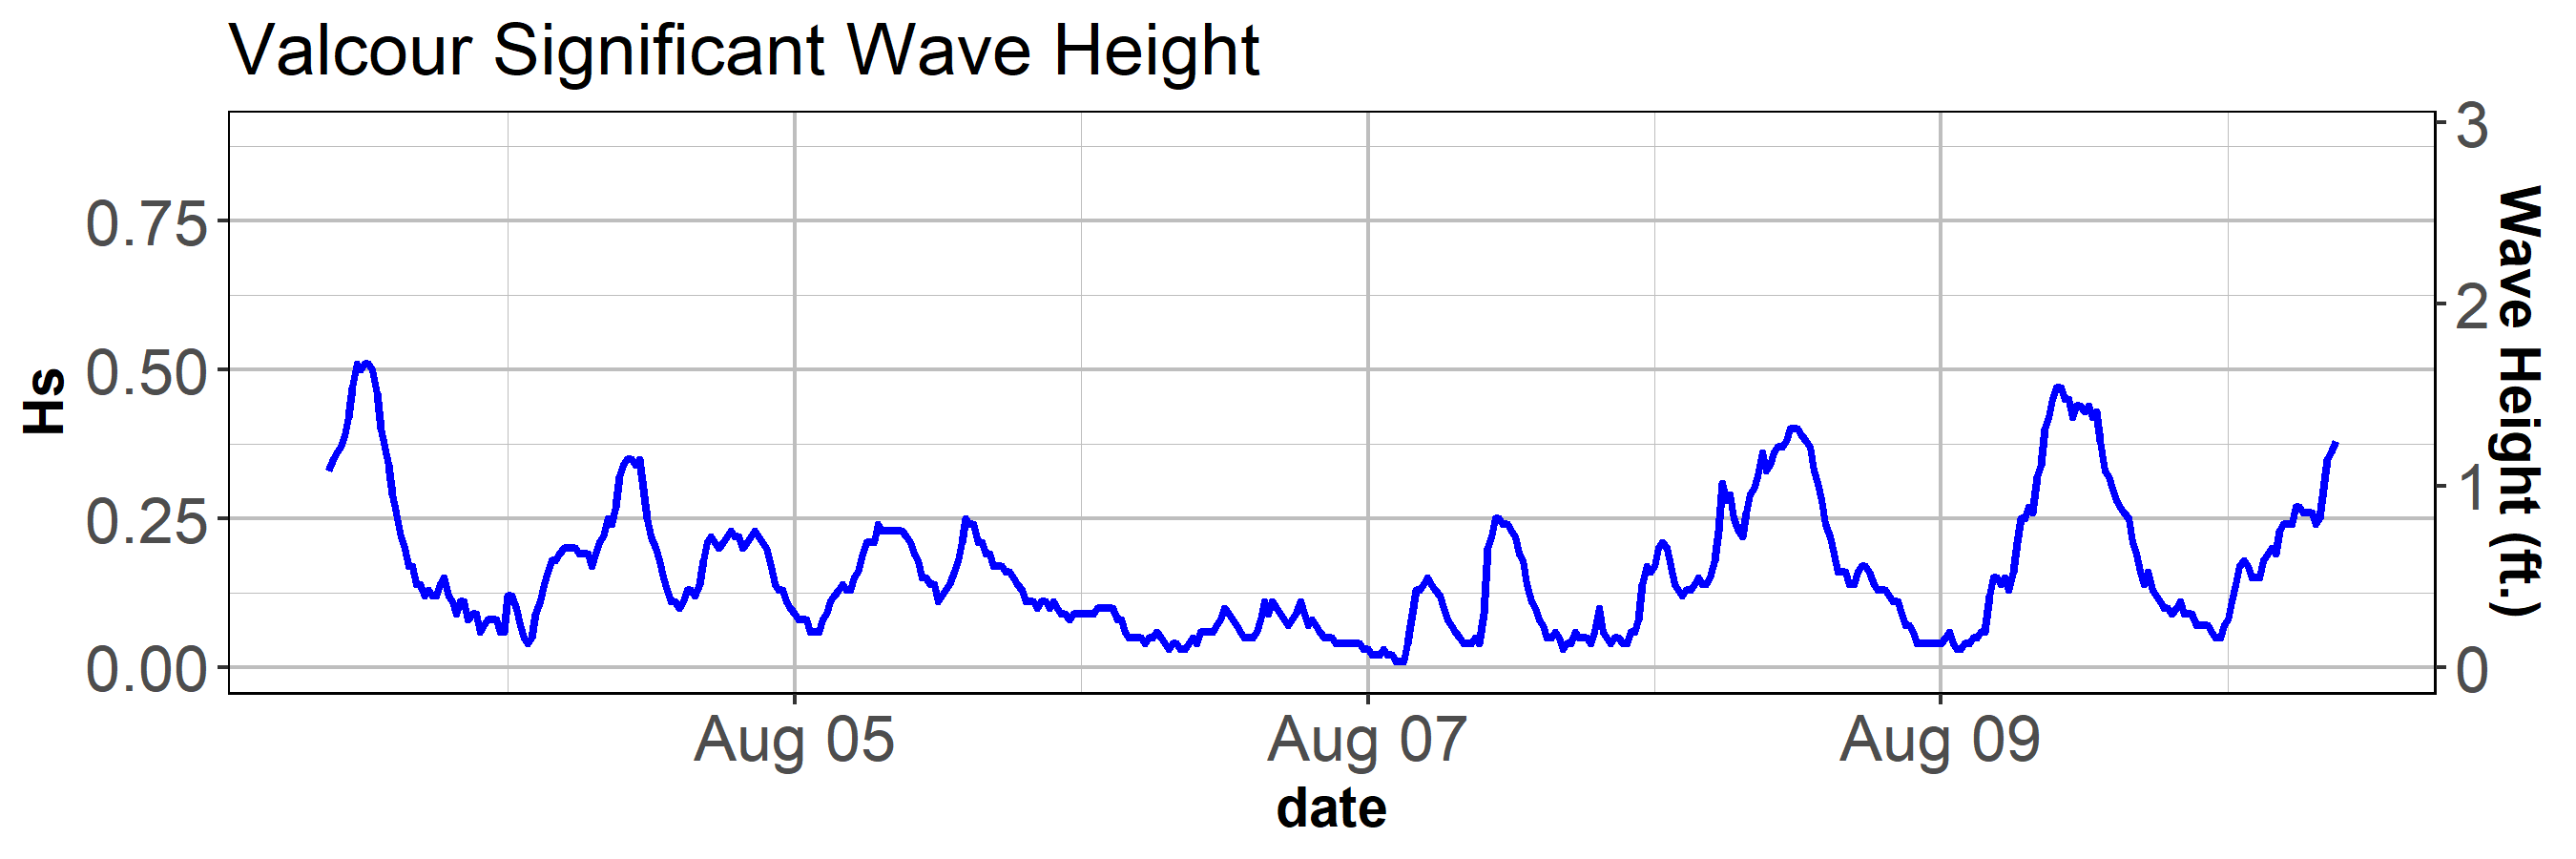 Valcour Significant Wave Height
Hs
0.75
0.50
0.25
0.00
3
2
1
0
Wave Height (ft.)
Aug 05
Aug 07
Aug 09
date